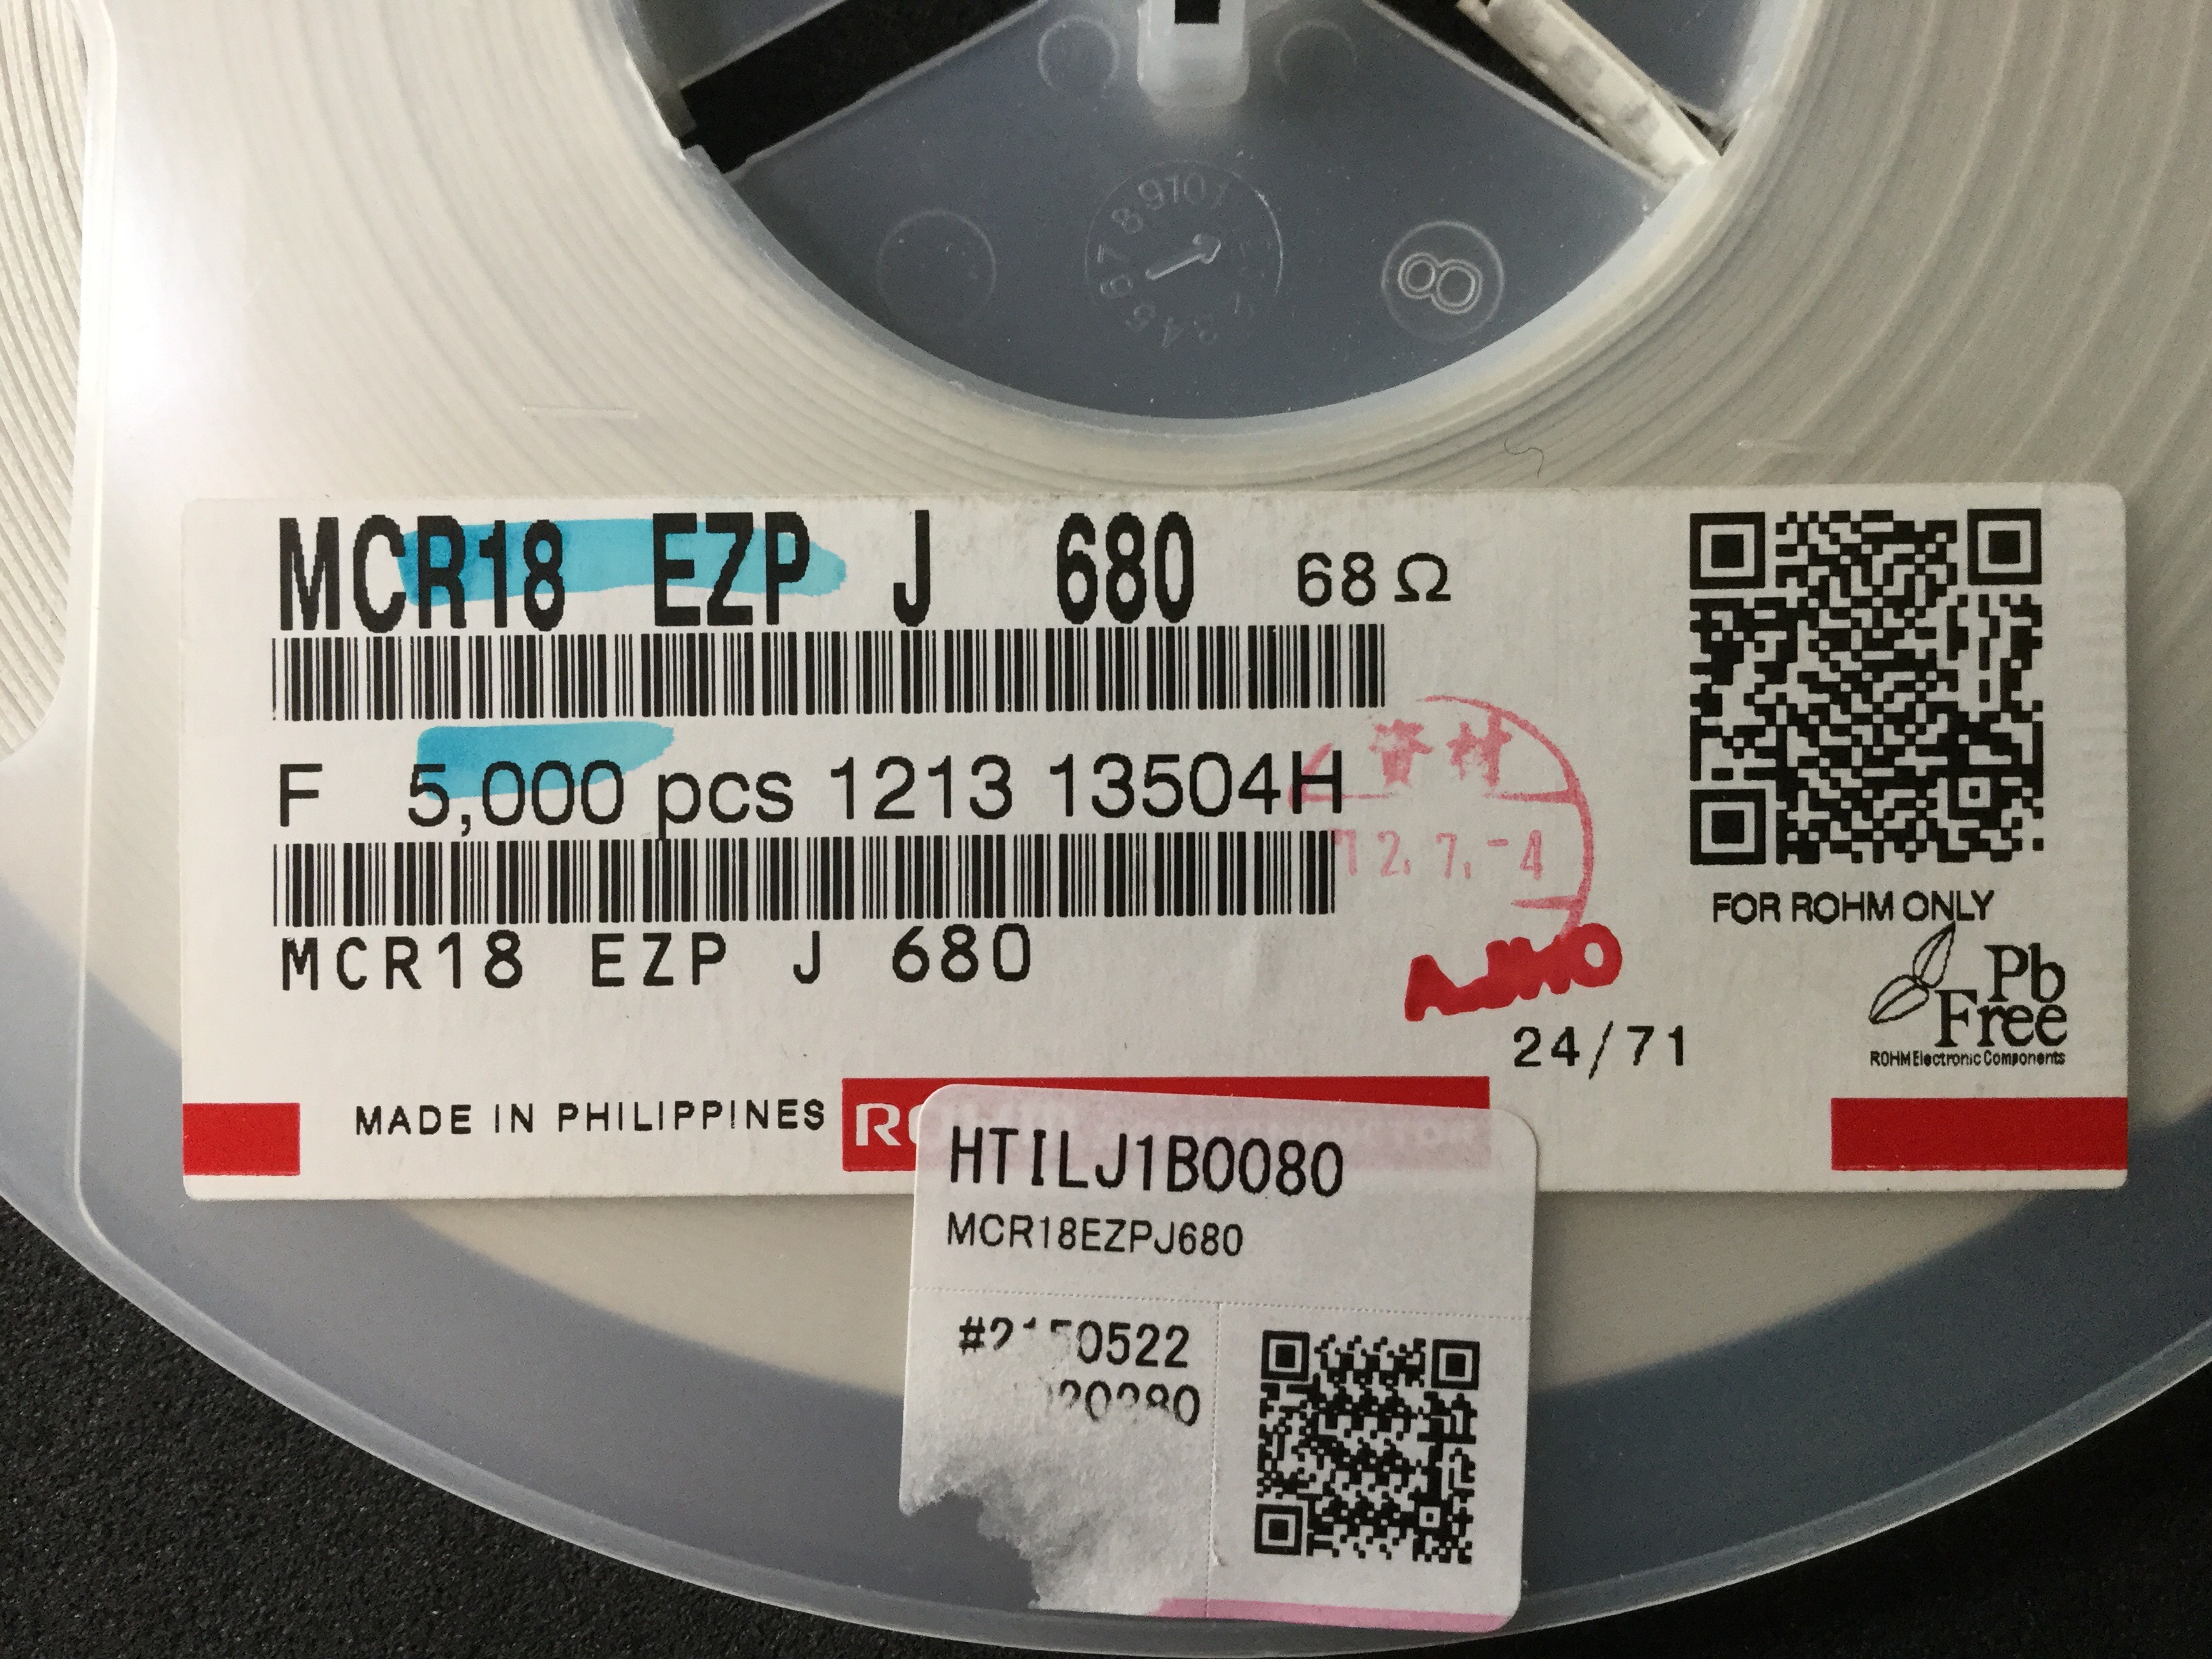 MCR18 EZP J 680 68Ω
F 5,000 pcs 1213 13504H
資材
12.7.-4
MCR18 EZP J 680
FOR ROHM ONLY
Pb
Free
ROHM Electronic Components
24/71
MADE IN PHILIPPINES
HTILJ1B0080
MCR18EZPJ680
8